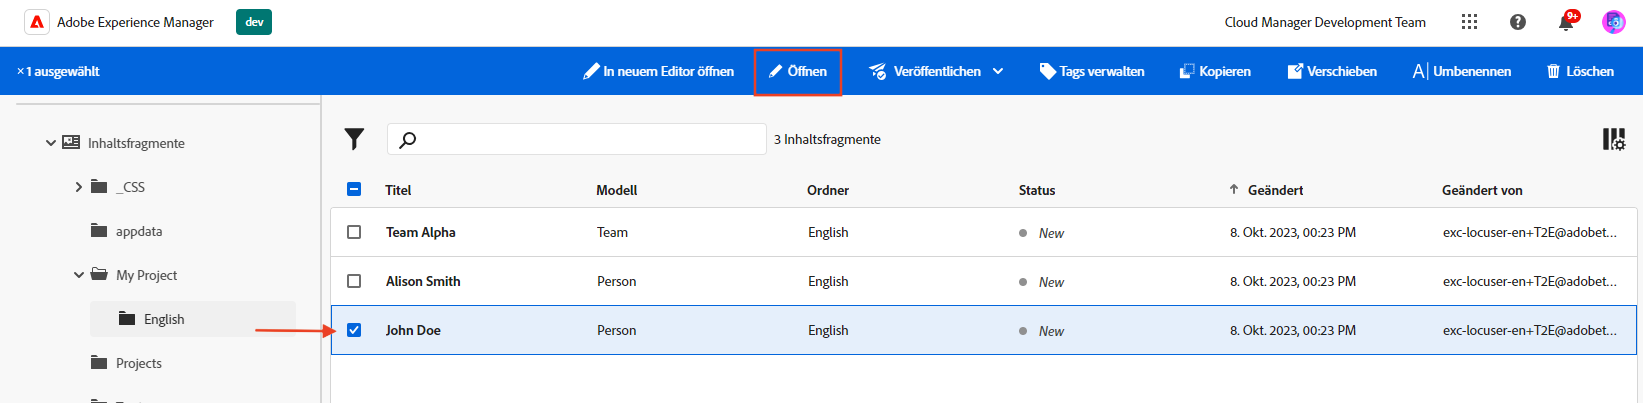 Adobe Experience Manager dev Cloud Manager Development Team 9+
× 1 ausgewählt In neuem Editor öffnen Öffnen Veröffentlichen Tags verwalten Kopieren Verschieben Umbenennen Löschen
Inhaltsfragmente 3 Inhaltsfragmente
_CSS Titel Modell Ordner Status Geändert Geändert von
appdata Team Alpha Team English New 8. Okt. 2023, 00:23 PM exc-locuser-en+T2E@adobet...
My Project Alison Smith Person English New 8. Okt. 2023, 00:23 PM exc-locuser-en+T2E@adobet...
English John Doe Person English New 8. Okt. 2023, 00:23 PM exc-locuser-en+T2E@adobet...
Projects